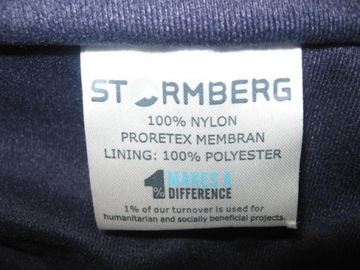 STORMBERG
100% NYLON
PRORETEX MEMBRAN
LINING: 100% POLYESTER
1% MAKES A
DIFFERENCE
1% of our turnover is used for
humanitarian and socially beneficial projects.